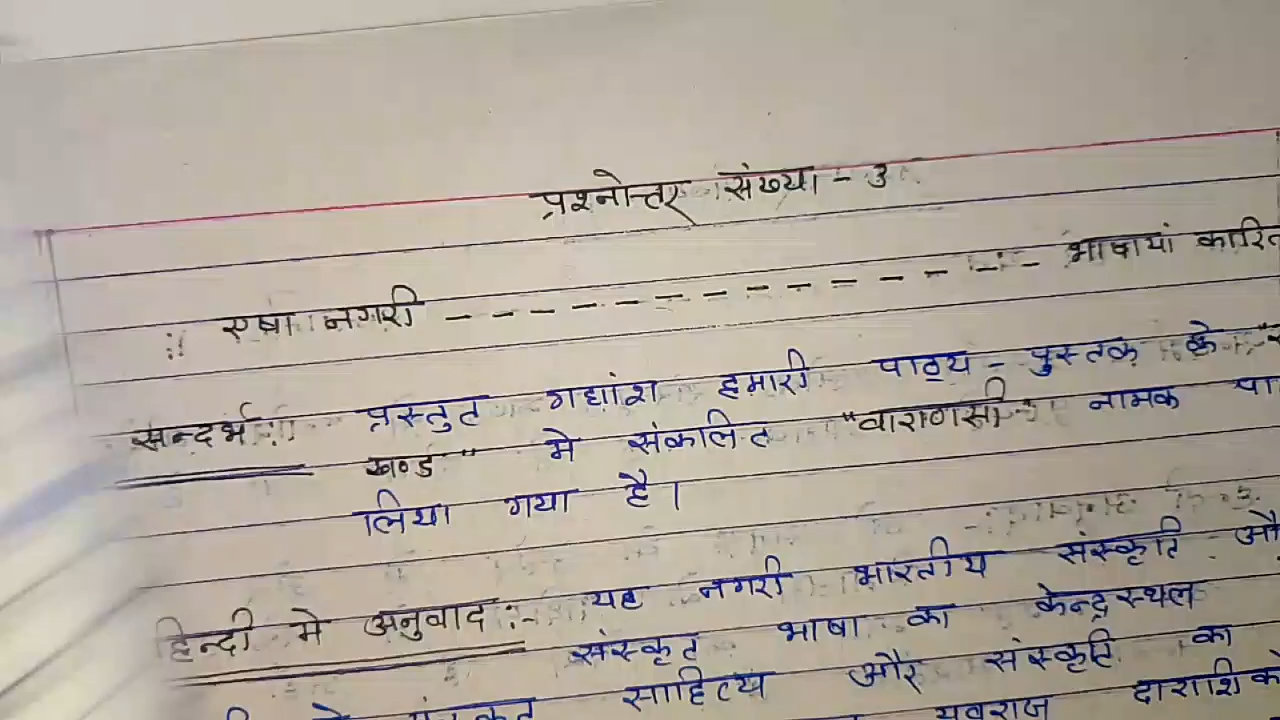 प्रश्नोत्तर संख्या - 3
एषा नगरी - - - - - - - - - - - - - - भाषायां
सन्दर्भ :- प्रस्तुत गद्यांश हमारी पाठ्य - पुस्तक के
खण्ड" मे संकलित "वाराणसी" नामक
लिया गया है।
हिन्दी मे अनुवाद :- यह नगरी भारतीय संस्कृति
संस्कृत भाषा का केन्द्रस्थल
साहित्य और संस्कृति का
युवराज